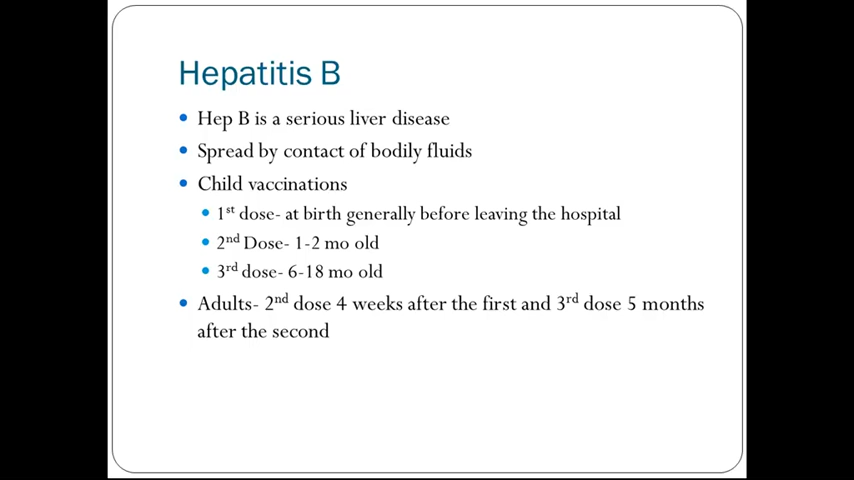 Hepatitis B
Hep B is a serious liver disease
Spread by contact of bodily fluids
Child vaccinations
1st dose- at birth generally before leaving the hospital
2nd Dose- 1-2 mo old
3rd dose- 6-18 mo old
Adults- 2nd dose 4 weeks after the first and 3rd dose 5 months
after the second